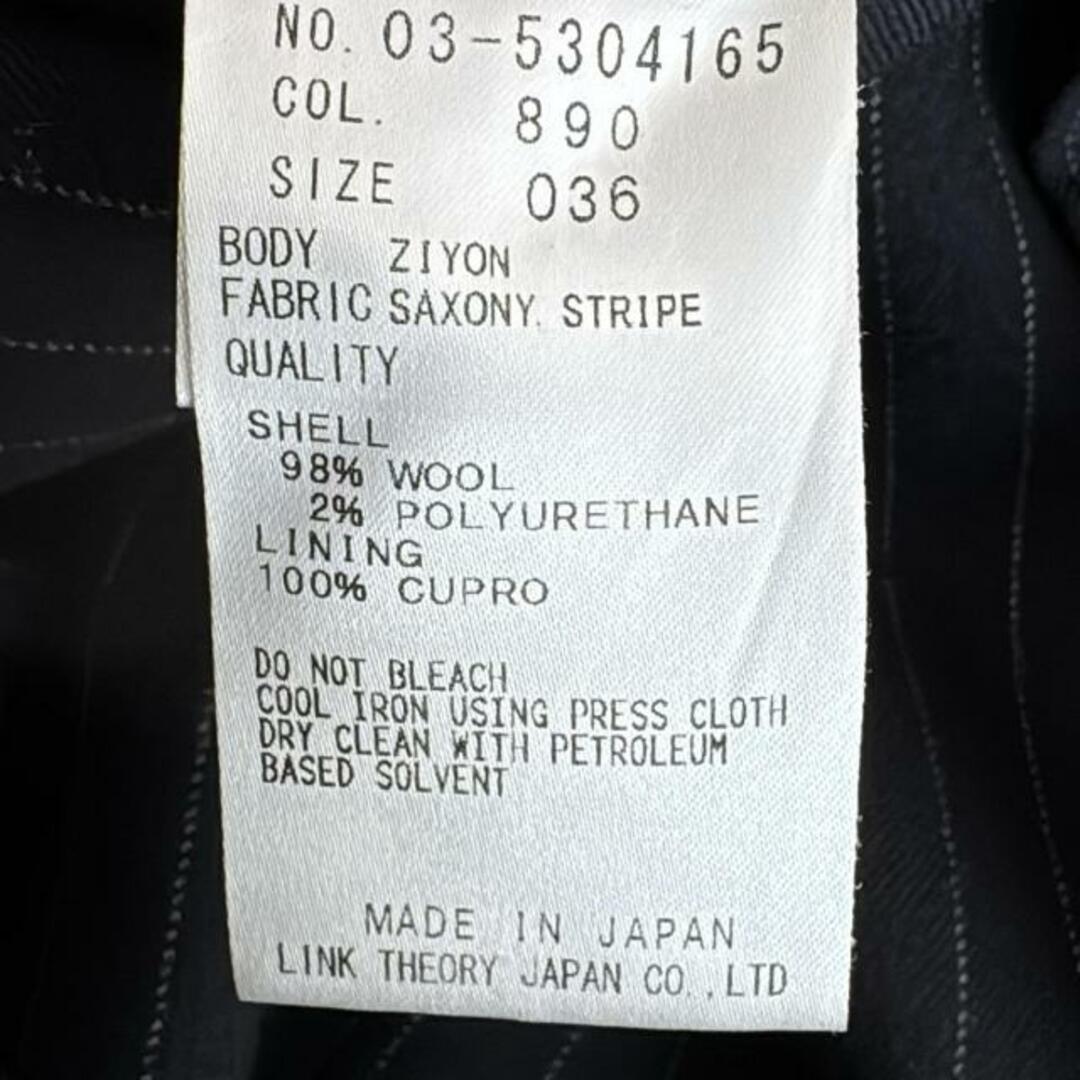 NO. 03-5304165
COL. 890
SIZE 036
BODY ZIYON
FABRIC SAXONY. STRIPE
QUALITY
SHELL
98% WOOL
2% POLYURETHANE
LINING
100% CUPRO
DO NOT BLEACH
COOL IRON USING PRESS CLOTH
DRY CLEAN WITH PETROLEUM
BASED SOLVENT
MADE IN JAPAN
LINK THEORY JAPAN CO.,LTD